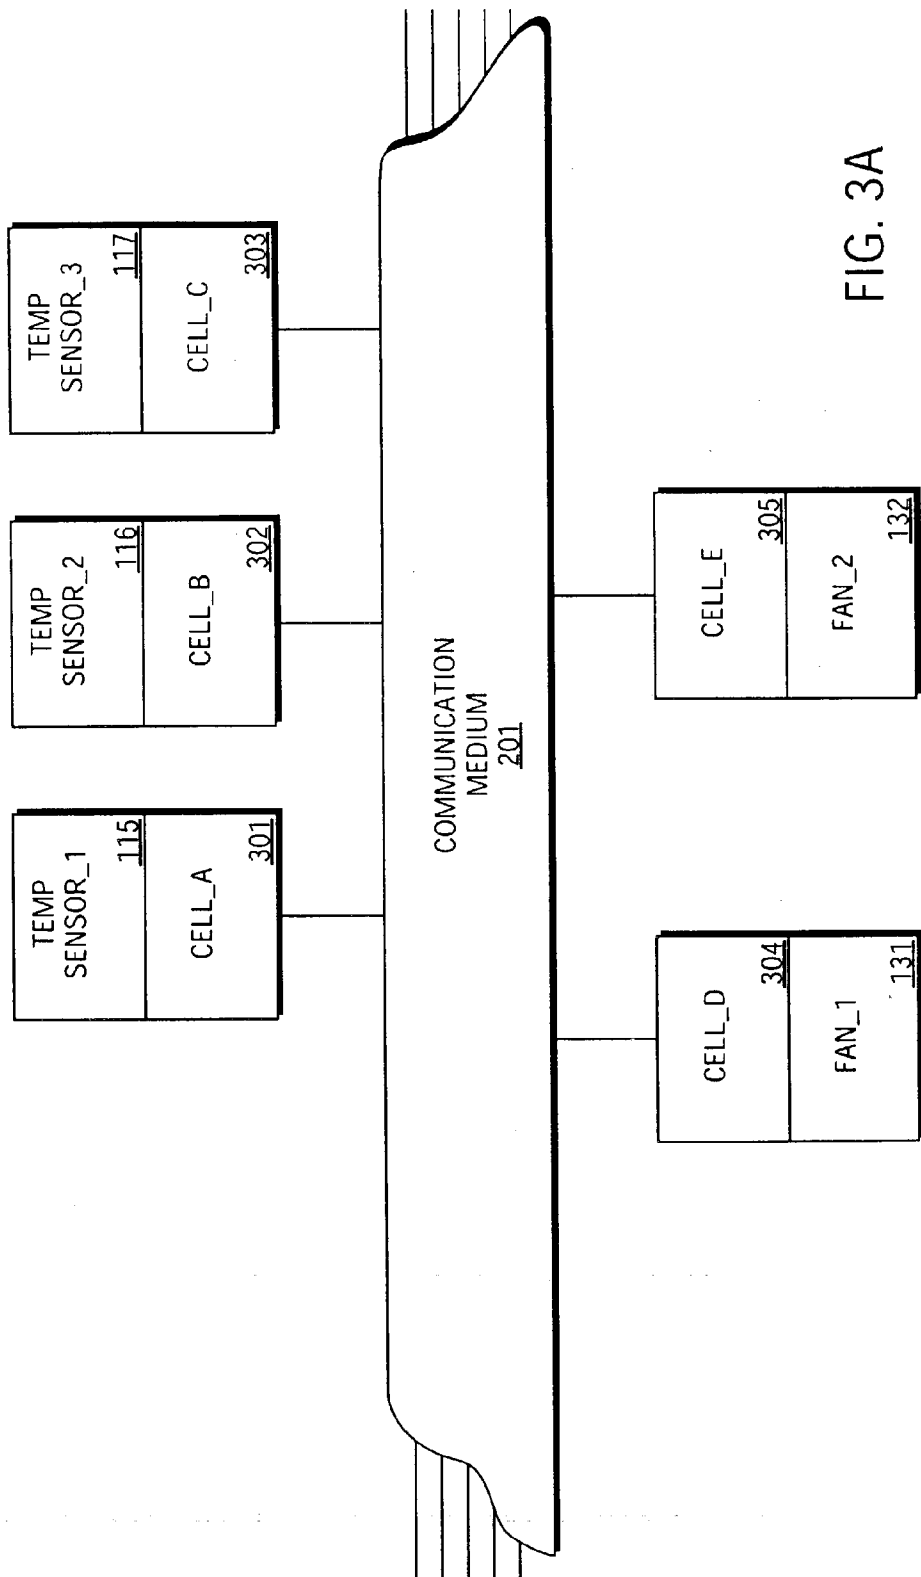 TEMP
SENSOR_1
115
CELL_A
301
TEMP
SENSOR_2
116
CELL_B
302
TEMP
SENSOR_3
117
CELL_C
303
COMMUNICATION
MEDIUM
201
CELL_D
304
FAN_1
131
CELL_E
305
FAN_2
132
FIG. 3A